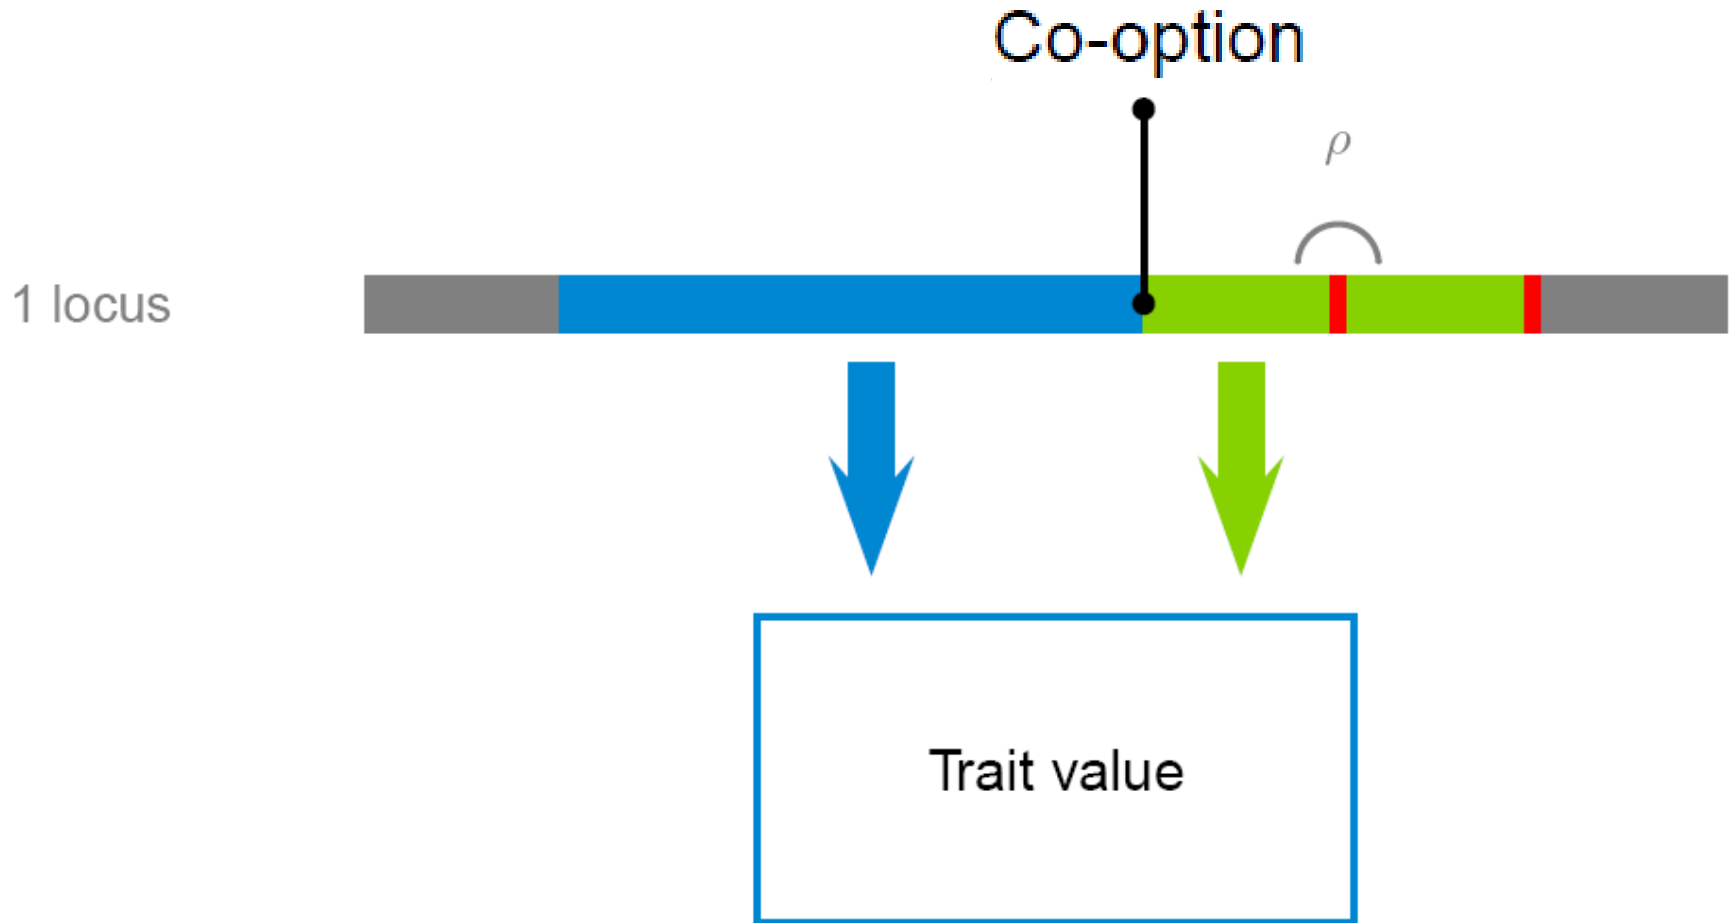 Co-option
ρ
1 locus
Trait value